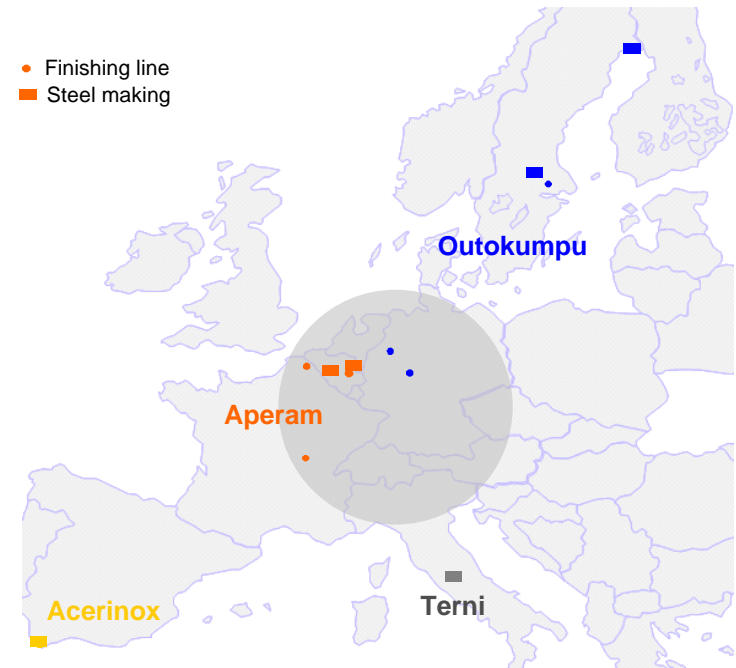 Finishing line
Steel making
Outokumpu
Aperam
Acerinox
Terni